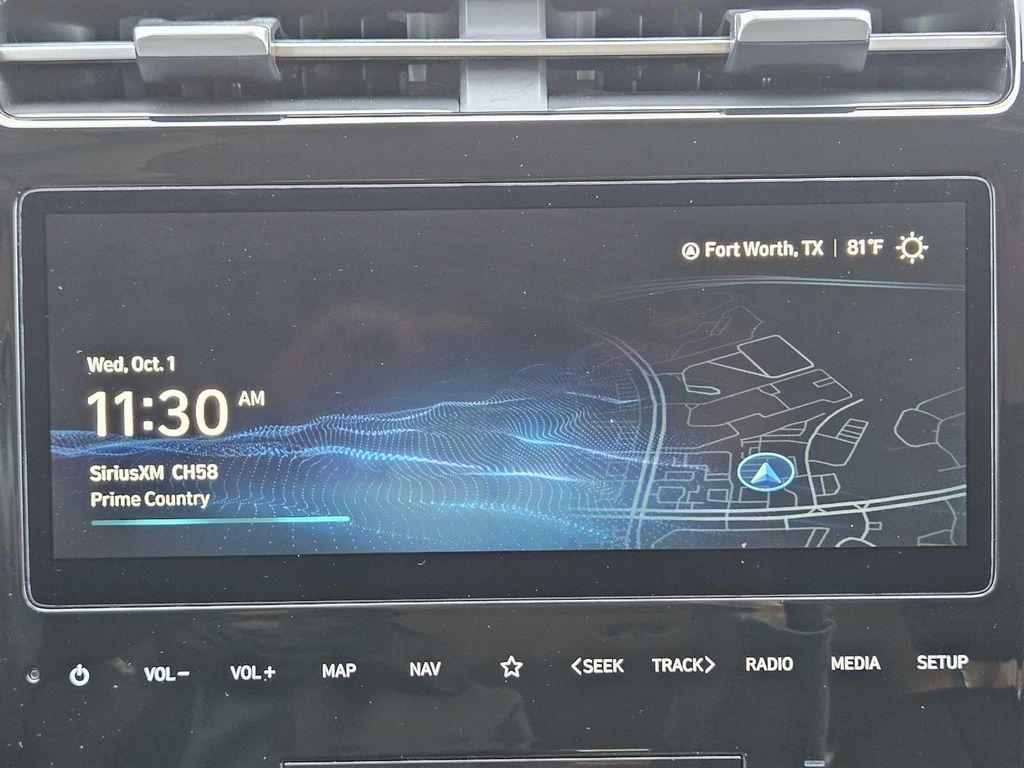 Fort Worth, TX | 81°F
Wed, Oct. 1
11:30 AM
SiriusXM CH58
Prime Country
VOL− VOL+ MAP NAV <SEEK TRACK> RADIO MEDIA SETUP